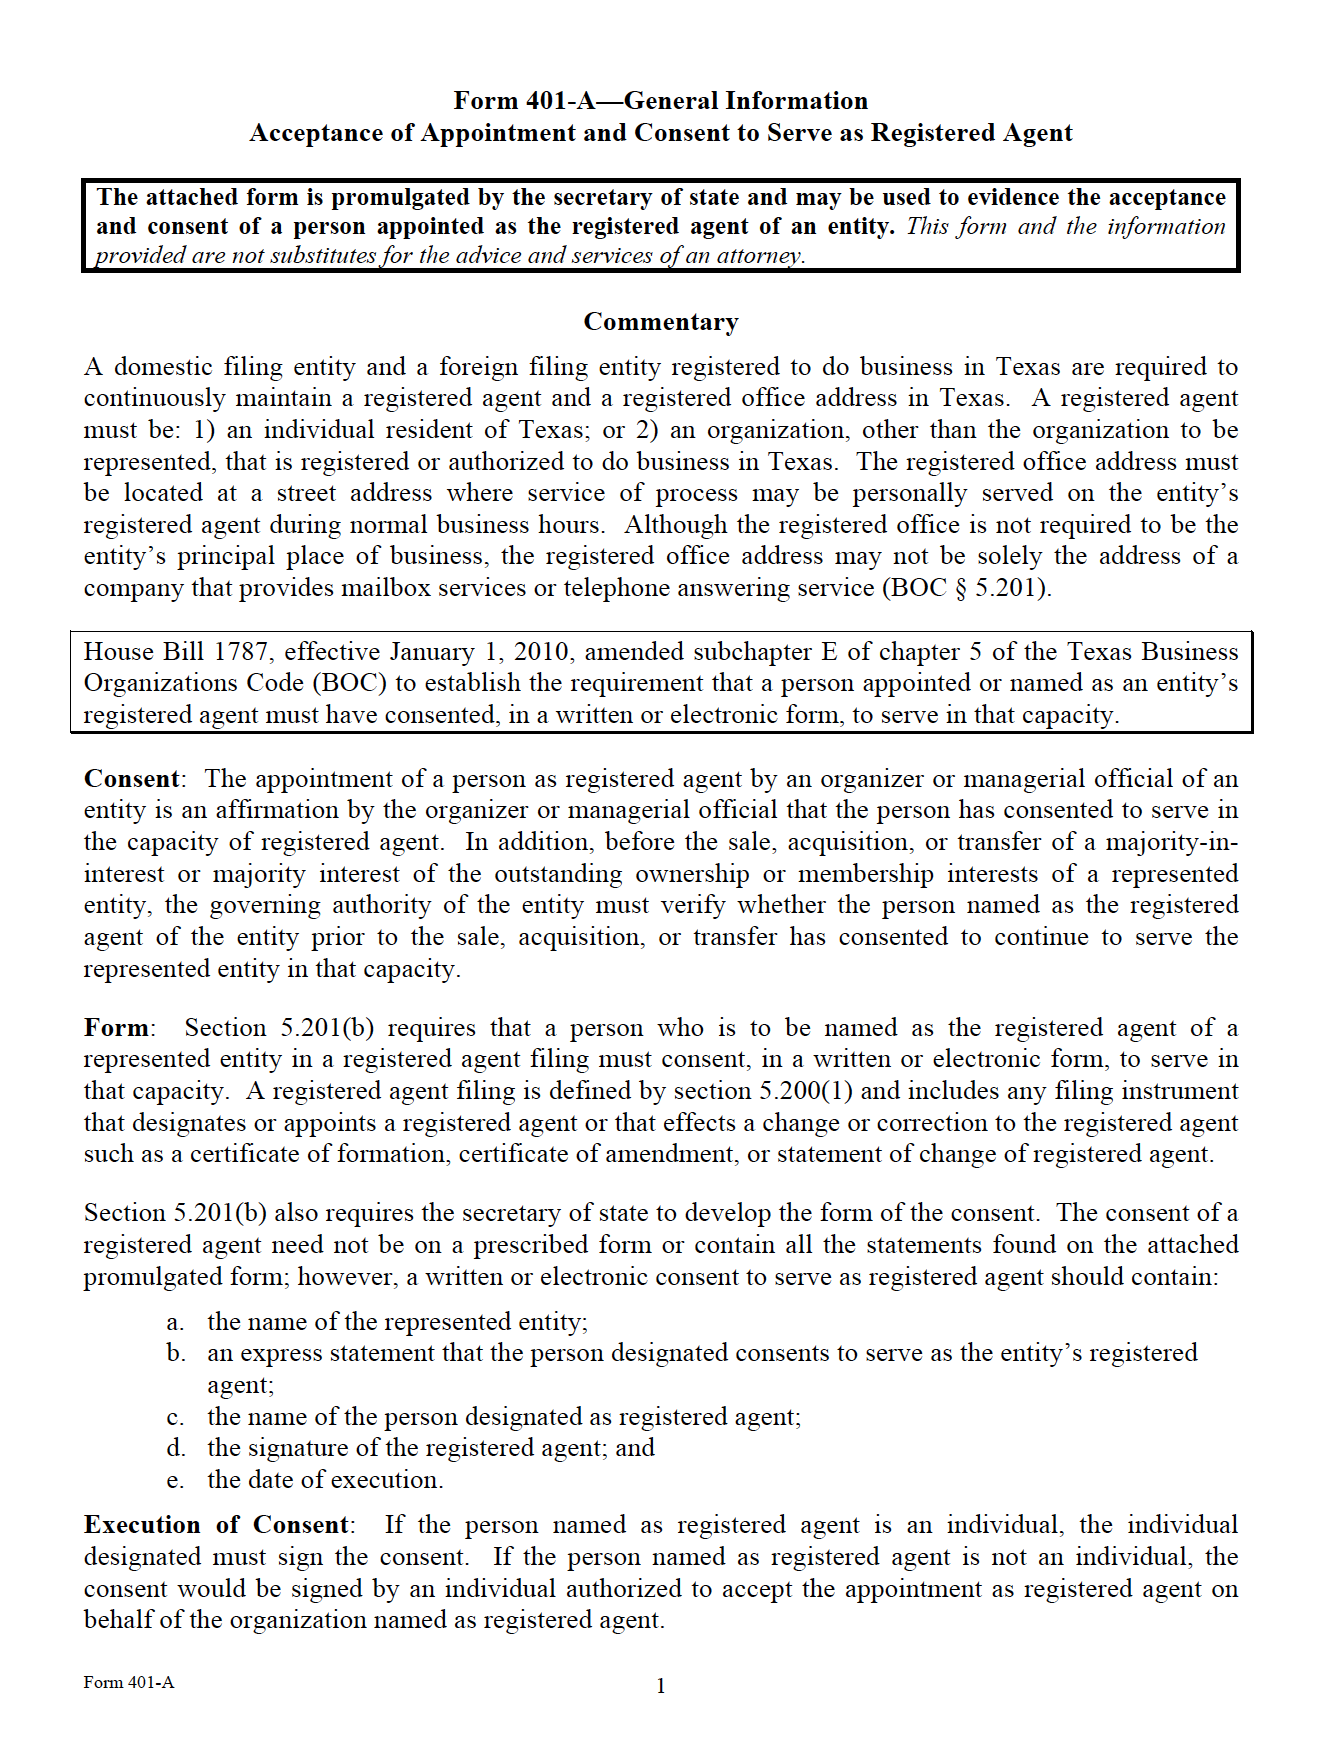 Form 401-A—General Information
Acceptance of Appointment and Consent to Serve as Registered Agent
The attached form is promulgated by the secretary of state and may be used to evidence the acceptance
and consent of a person appointed as the registered agent of an entity. This form and the information
provided are not substitutes for the advice and services of an attorney.
Commentary
A domestic filing entity and a foreign filing entity registered to do business in Texas are required to
continuously maintain a registered agent and a registered office address in Texas. A registered agent
must be: 1) an individual resident of Texas; or 2) an organization, other than the organization to be
represented, that is registered or authorized to do business in Texas. The registered office address must
be located at a street address where service of process may be personally served on the entity’s
registered agent during normal business hours. Although the registered office is not required to be the
entity’s principal place of business, the registered office address may not be solely the address of a
company that provides mailbox services or telephone answering service (BOC § 5.201).
House Bill 1787, effective January 1, 2010, amended subchapter E of chapter 5 of the Texas Business
Organizations Code (BOC) to establish the requirement that a person appointed or named as an entity’s
registered agent must have consented, in a written or electronic form, to serve in that capacity.
Consent: The appointment of a person as registered agent by an organizer or managerial official of an
entity is an affirmation by the organizer or managerial official that the person has consented to serve in
the capacity of registered agent. In addition, before the sale, acquisition, or transfer of a majority-in-
interest or majority interest of the outstanding ownership or membership interests of a represented
entity, the governing authority of the entity must verify whether the person named as the registered
agent of the entity prior to the sale, acquisition, or transfer has consented to continue to serve the
represented entity in that capacity.
Form: Section 5.201(b) requires that a person who is to be named as the registered agent of a
represented entity in a registered agent filing must consent, in a written or electronic form, to serve in
that capacity. A registered agent filing is defined by section 5.200(1) and includes any filing instrument
that designates or appoints a registered agent or that effects a change or correction to the registered agent
such as a certificate of formation, certificate of amendment, or statement of change of registered agent.
Section 5.201(b) also requires the secretary of state to develop the form of the consent. The consent of a
registered agent need not be on a prescribed form or contain all the statements found on the attached
promulgated form; however, a written or electronic consent to serve as registered agent should contain:
a. the name of the represented entity;
b. an express statement that the person designated consents to serve as the entity’s registered
agent;
c. the name of the person designated as registered agent;
d. the signature of the registered agent; and
e. the date of execution.
Execution of Consent: If the person named as registered agent is an individual, the individual
designated must sign the consent. If the person named as registered agent is not an individual, the
consent would be signed by an individual authorized to accept the appointment as registered agent on
behalf of the organization named as registered agent.
Form 401-A
1